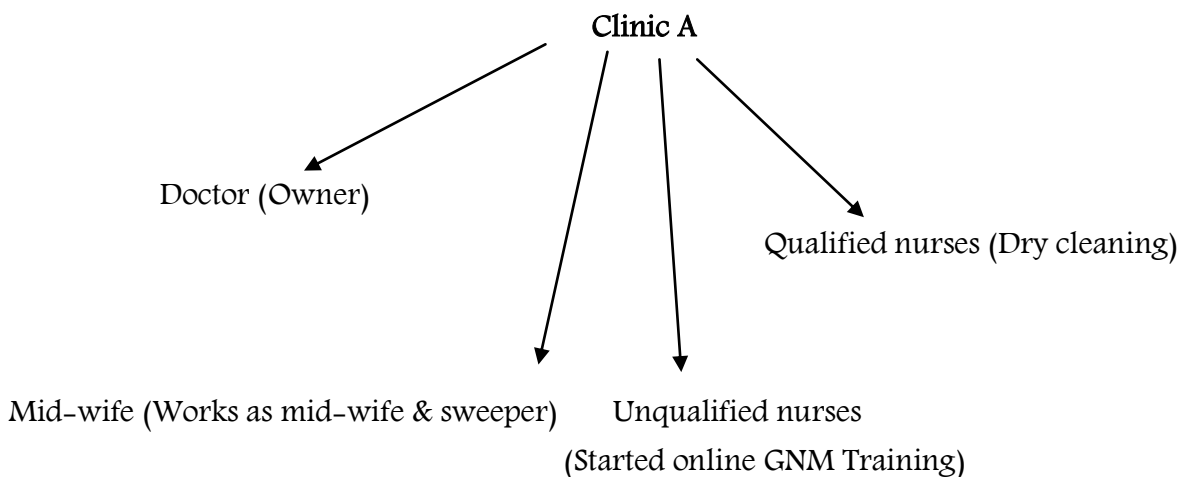 Clinic A
Doctor (Owner)
Qualified nurses (Dry cleaning)
Mid-wife (Works as mid-wife & sweeper)
Unqualified nurses
(Started online GNM Training)